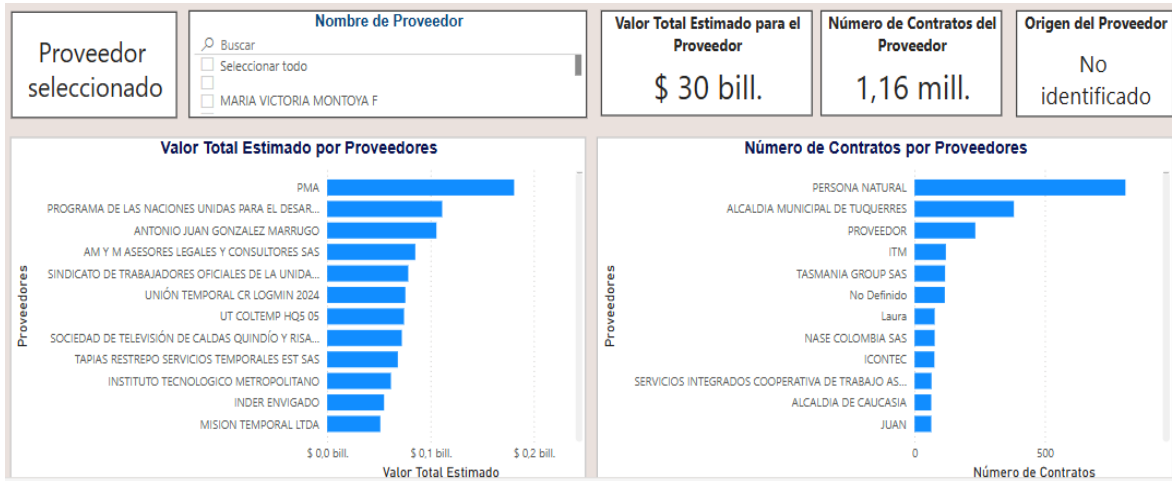 Proveedor
seleccionado
Nombre de Proveedor
Buscar
Seleccionar todo
MARIA VICTORIA MONTOYA F
Valor Total Estimado para el
Proveedor
$ 30 bill.
Número de Contratos del
Proveedor
1,16 mill.
Origen del Proveedor
No
identificado
Valor Total Estimado por Proveedores
Proveedores
PMA
PROGRAMA DE LAS NACIONES UNIDAS PARA EL DESAR...
ANTONIO JUAN GONZALEZ MARRUGO
AM Y M ASESORES LEGALES Y CONSULTORES SAS
SINDICATO DE TRABAJADORES OFICIALES DE LA UNIDA...
UNIÓN TEMPORAL CR LOGMIN 2024
UT COLTEMP HQ5 05
SOCIEDAD DE TELEVISIÓN DE CALDAS QUINDÍO Y RISA...
TAPIAS RESTREPO SERVICIOS TEMPORALES EST SAS
INSTITUTO TECNOLOGICO METROPOLITANO
INDER ENVIGADO
MISION TEMPORAL LTDA
$ 0,0 bill. $ 0,1 bill. $ 0,2 bill.
Valor Total Estimado
Número de Contratos por Proveedores
Proveedores
PERSONA NATURAL
ALCALDIA MUNICIPAL DE TUQUERRES
PROVEEDOR
ITM
TASMANIA GROUP SAS
No Definido
Laura
NASE COLOMBIA SAS
ICONTEC
SERVICIOS INTEGRADOS COOPERATIVA DE TRABAJO AS...
ALCALDIA DE CAUCASIA
JUAN
0 500
Número de Contratos